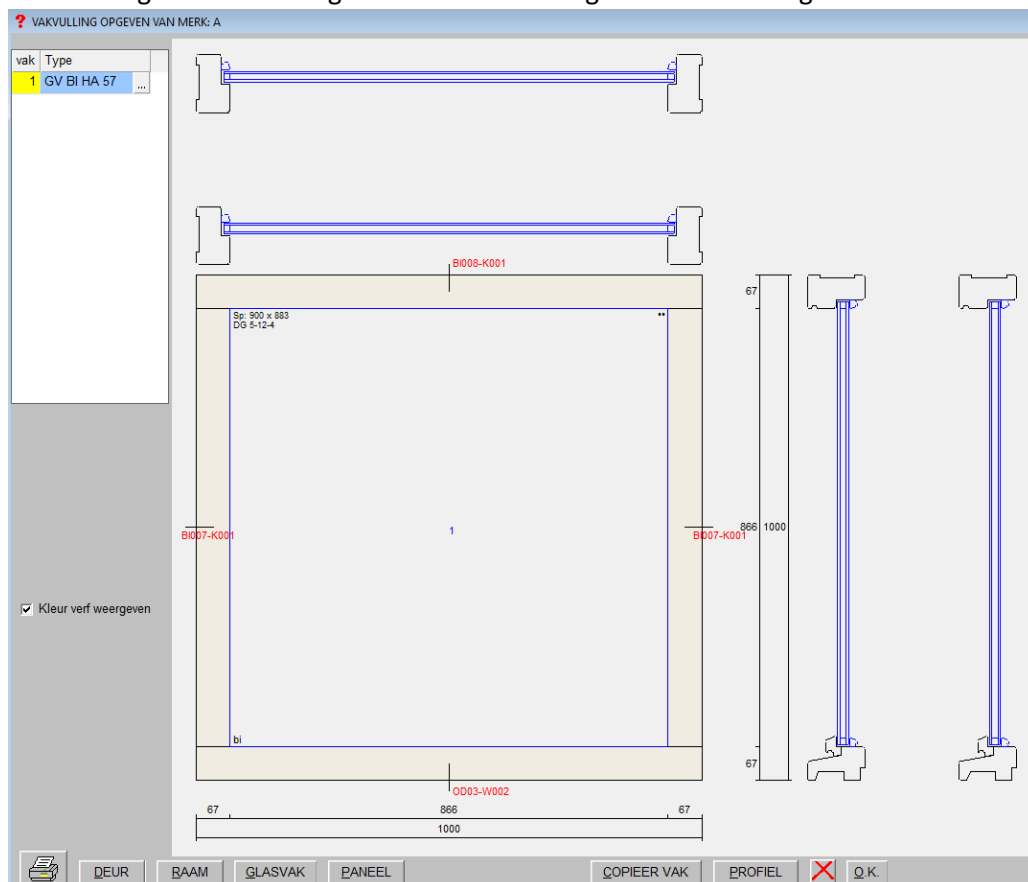 VAKVULLING OPGEVEN VAN MERK: A
vak Type
1 GV BI HA 57 ...
BI008-K001
Sp: 900 x 883
DG 5-12-4
67
BI007-K001
1
BI007-K001
866 1000
Kleur verf weergeven
bi
67
OD03-W002
67 866 67
1000
DEUR RAAM GLASVAK PANEEL COPIEER VAK PROFIEL O.K.